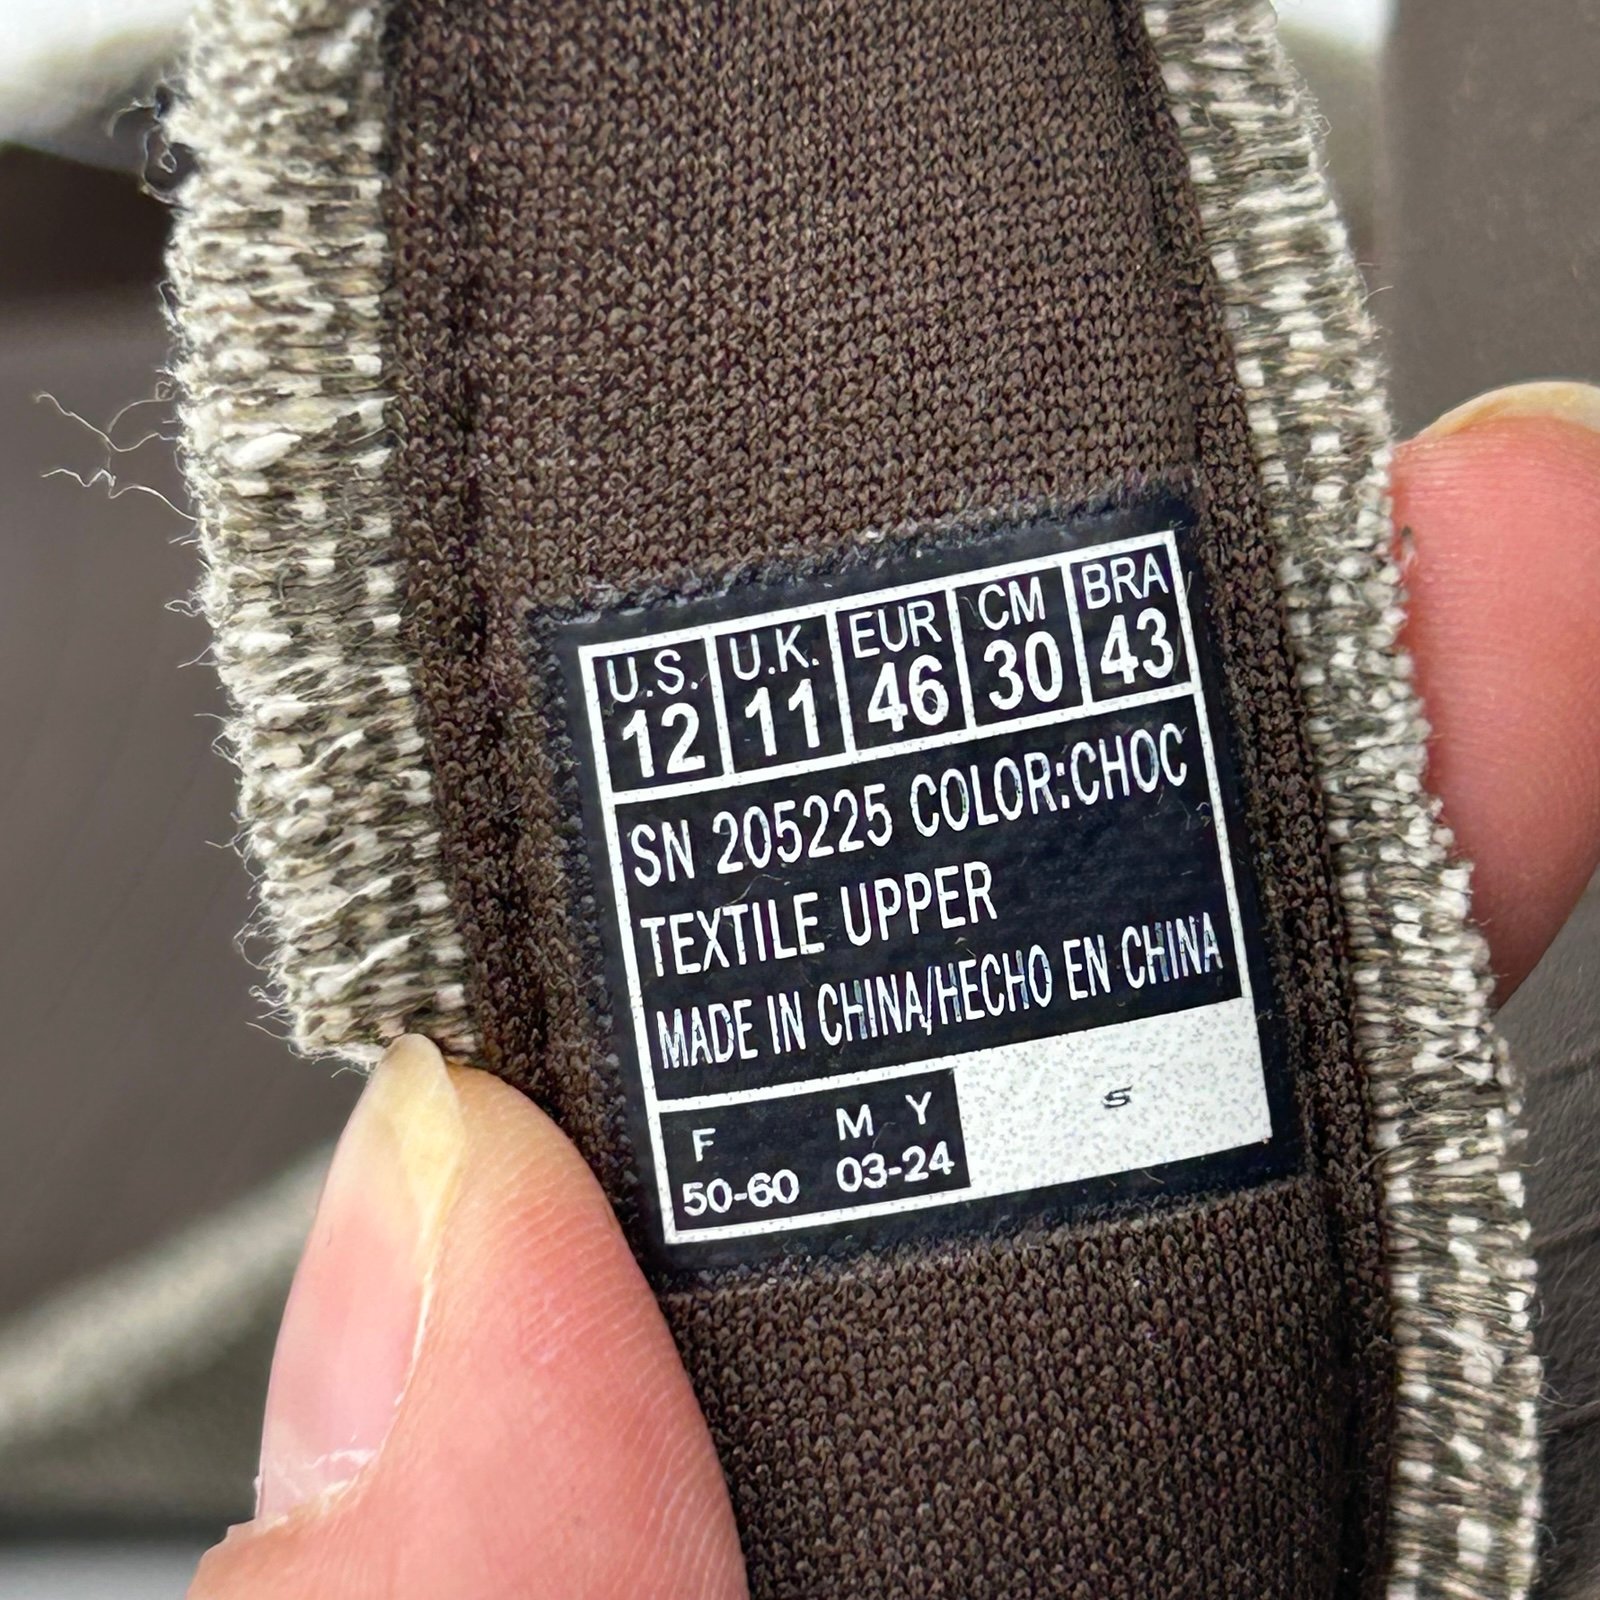 U.S. U.K. EUR CM BRA
12 11 46 30 43
SN 205225 COLOR:CHOC
TEXTILE UPPER
MADE IN CHINA/HECHO EN CHINA
F M Y S
50-60 03-24